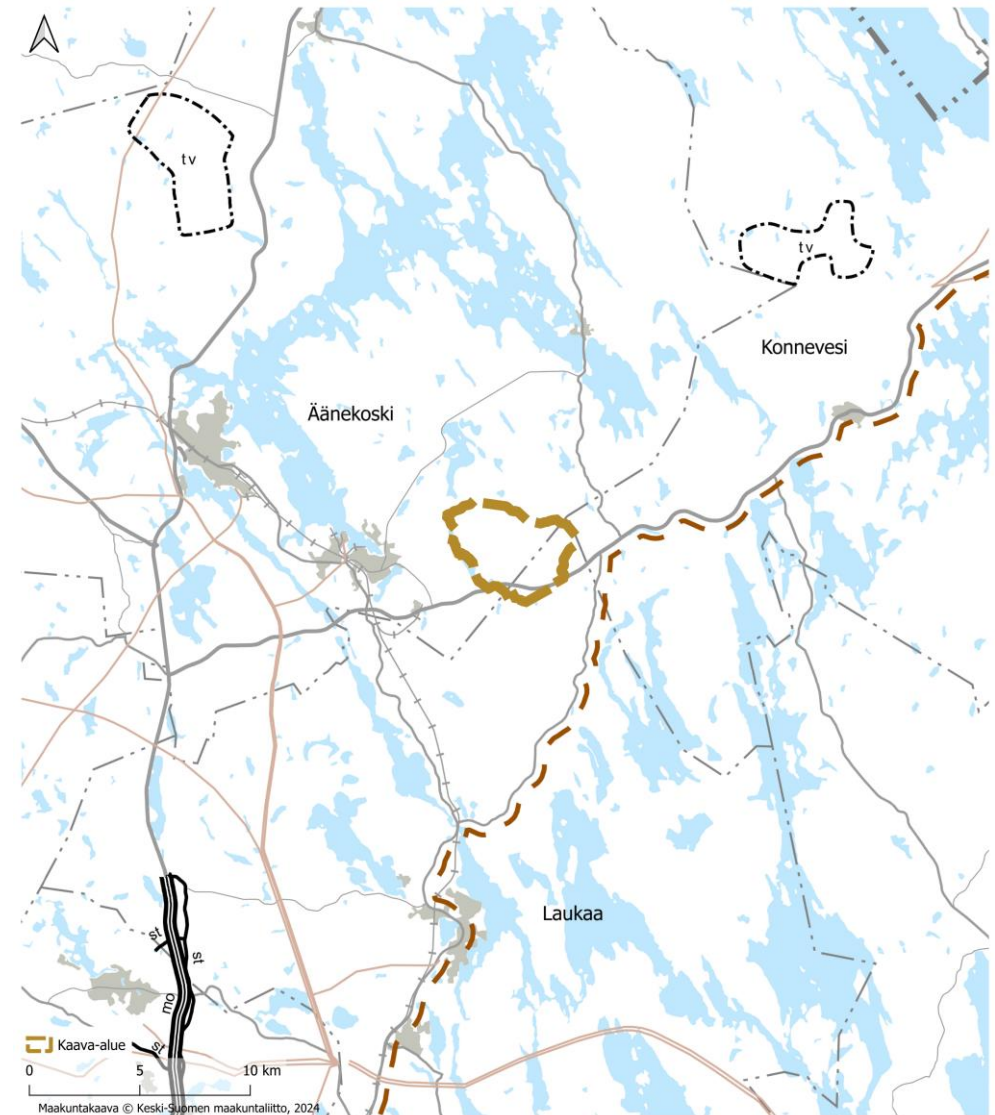 tv
tv
Konnevesi
Äänekoski
Laukaa
st
st
mo
st
Kaava-alue
0 5 10 km
Maakuntakaava © Keski-Suomen maakuntaliitto, 2024